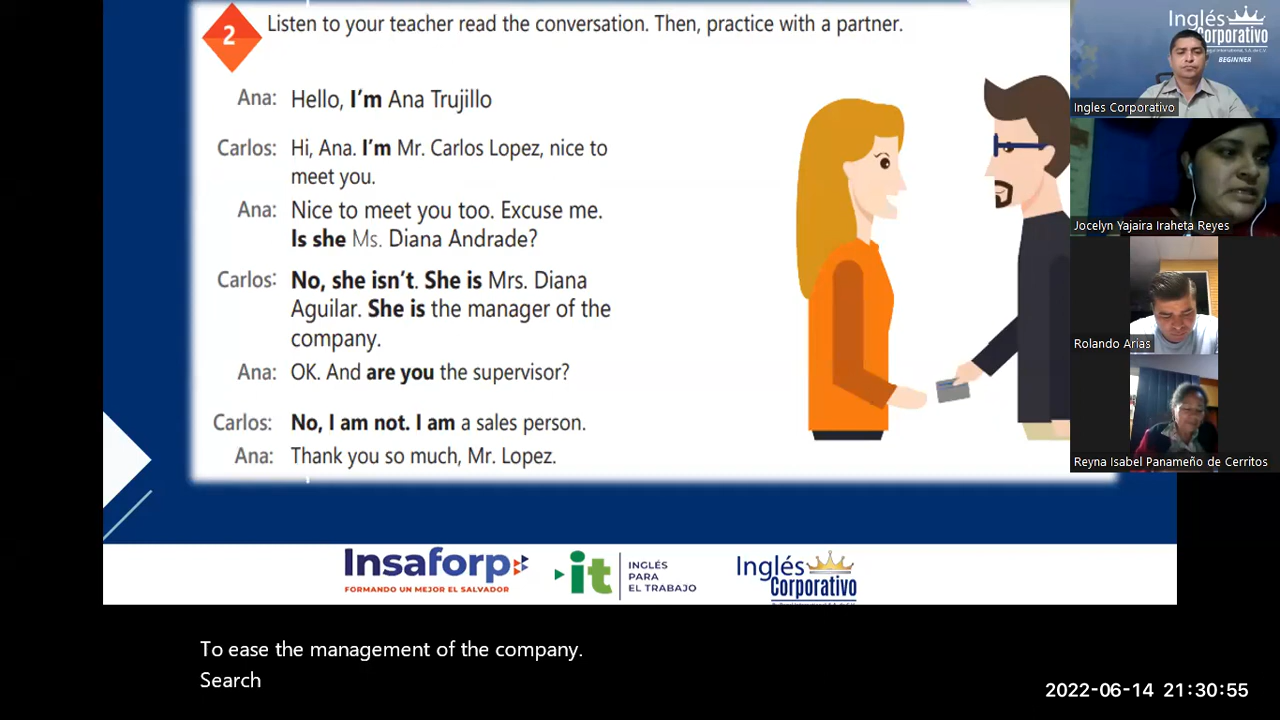 2
Listen to your teacher read the conversation. Then, practice with a partner.
Ana: Hello, I'm Ana Trujillo
Carlos: Hi, Ana. I'm Mr. Carlos Lopez, nice to
meet you.
Ana: Nice to meet you too. Excuse me.
Is she Ms. Diana Andrade?
Carlos: No, she isn't. She is Mrs. Diana
Aguilar. She is the manager of the
company.
Ana: OK. And are you the supervisor?
Carlos: No, I am not. I am a sales person.
Ana: Thank you so much, Mr. Lopez.
Inglés
Corporativo
BEGINNER
Ingles Corporativo
Jocelyn Yajaira Iraheta Reyes
Rolando Arias
Reyna Isabel Panameño de Cerritos
Insaforp
FORMANDO UN MEJOR EL SALVADOR
it
INGLÉS
PARA
EL TRABAJO
Inglés
Corporativo
To ease the management of the company.
Search
2022-06-14 21:30:55